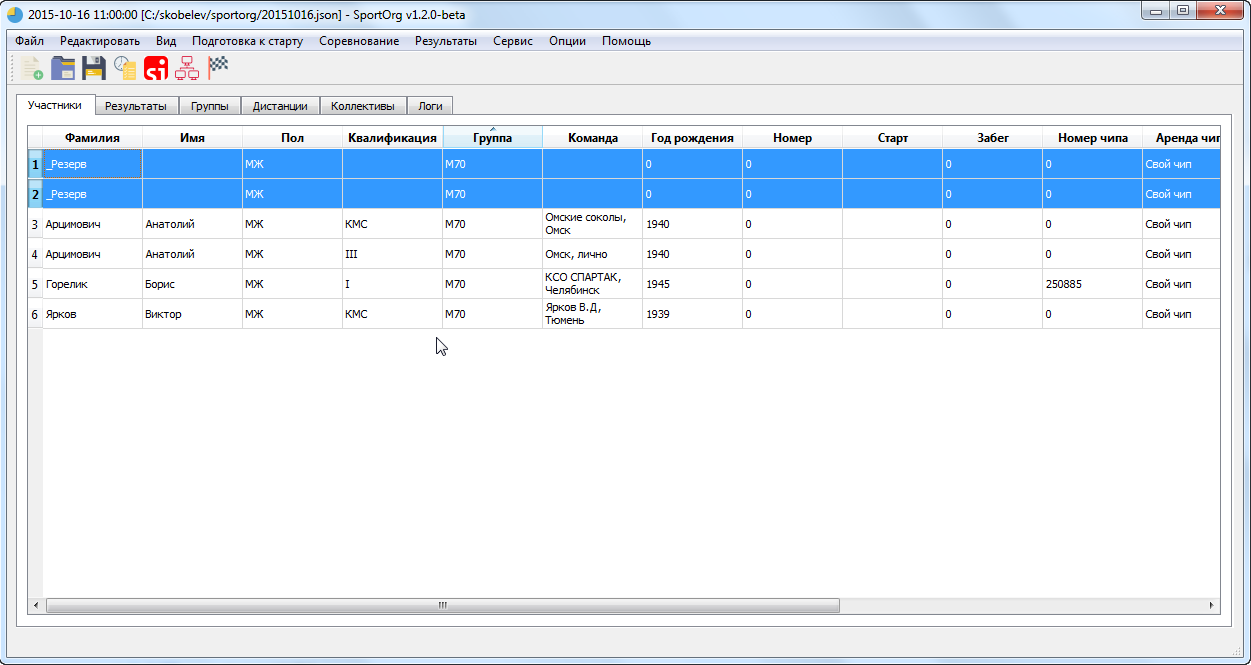 2015-10-16 11:00:00 [C:/skobelev/sportorg/20151016.json] - SportOrg v1.2.0-beta
Файл Редактировать Вид Подготовка к старту Соревнование Результаты Сервис Опции Помощь
Si
Участники Результаты Группы Дистанции Коллективы Логи
Фамилия Имя Пол Квалификация Группа Команда Год рождения Номер Старт Забег Номер чипа Аренда чип
1 _Резерв МЖ М70 0 0 0 0 Свой чип
2 _Резерв МЖ М70 0 0 0 0 Свой чип
3 Арцимович Анатолий МЖ КМС М70 Омские соколы, Омск 1940 0 0 0 Свой чип
4 Арцимович Анатолий МЖ III М70 Омск, лично 1940 0 0 0 Свой чип
5 Горелик Борис МЖ I М70 КСО СПАРТАК, Челябинск 1945 0 0 250885 Свой чип
6 Ярков Виктор МЖ КМС М70 Ярков В.Д, Тюмень 1939 0 0 0 Свой чип